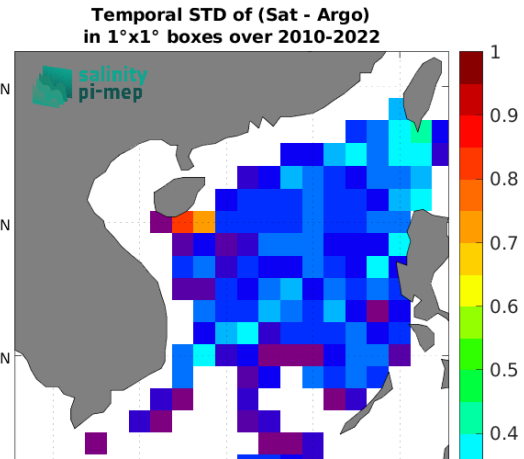 Temporal STD of (Sat - Argo)
in 1°x1° boxes over 2010-2022
salinity
pi-mep
N
N
N
1
0.9
0.8
0.7
0.6
0.5
0.4